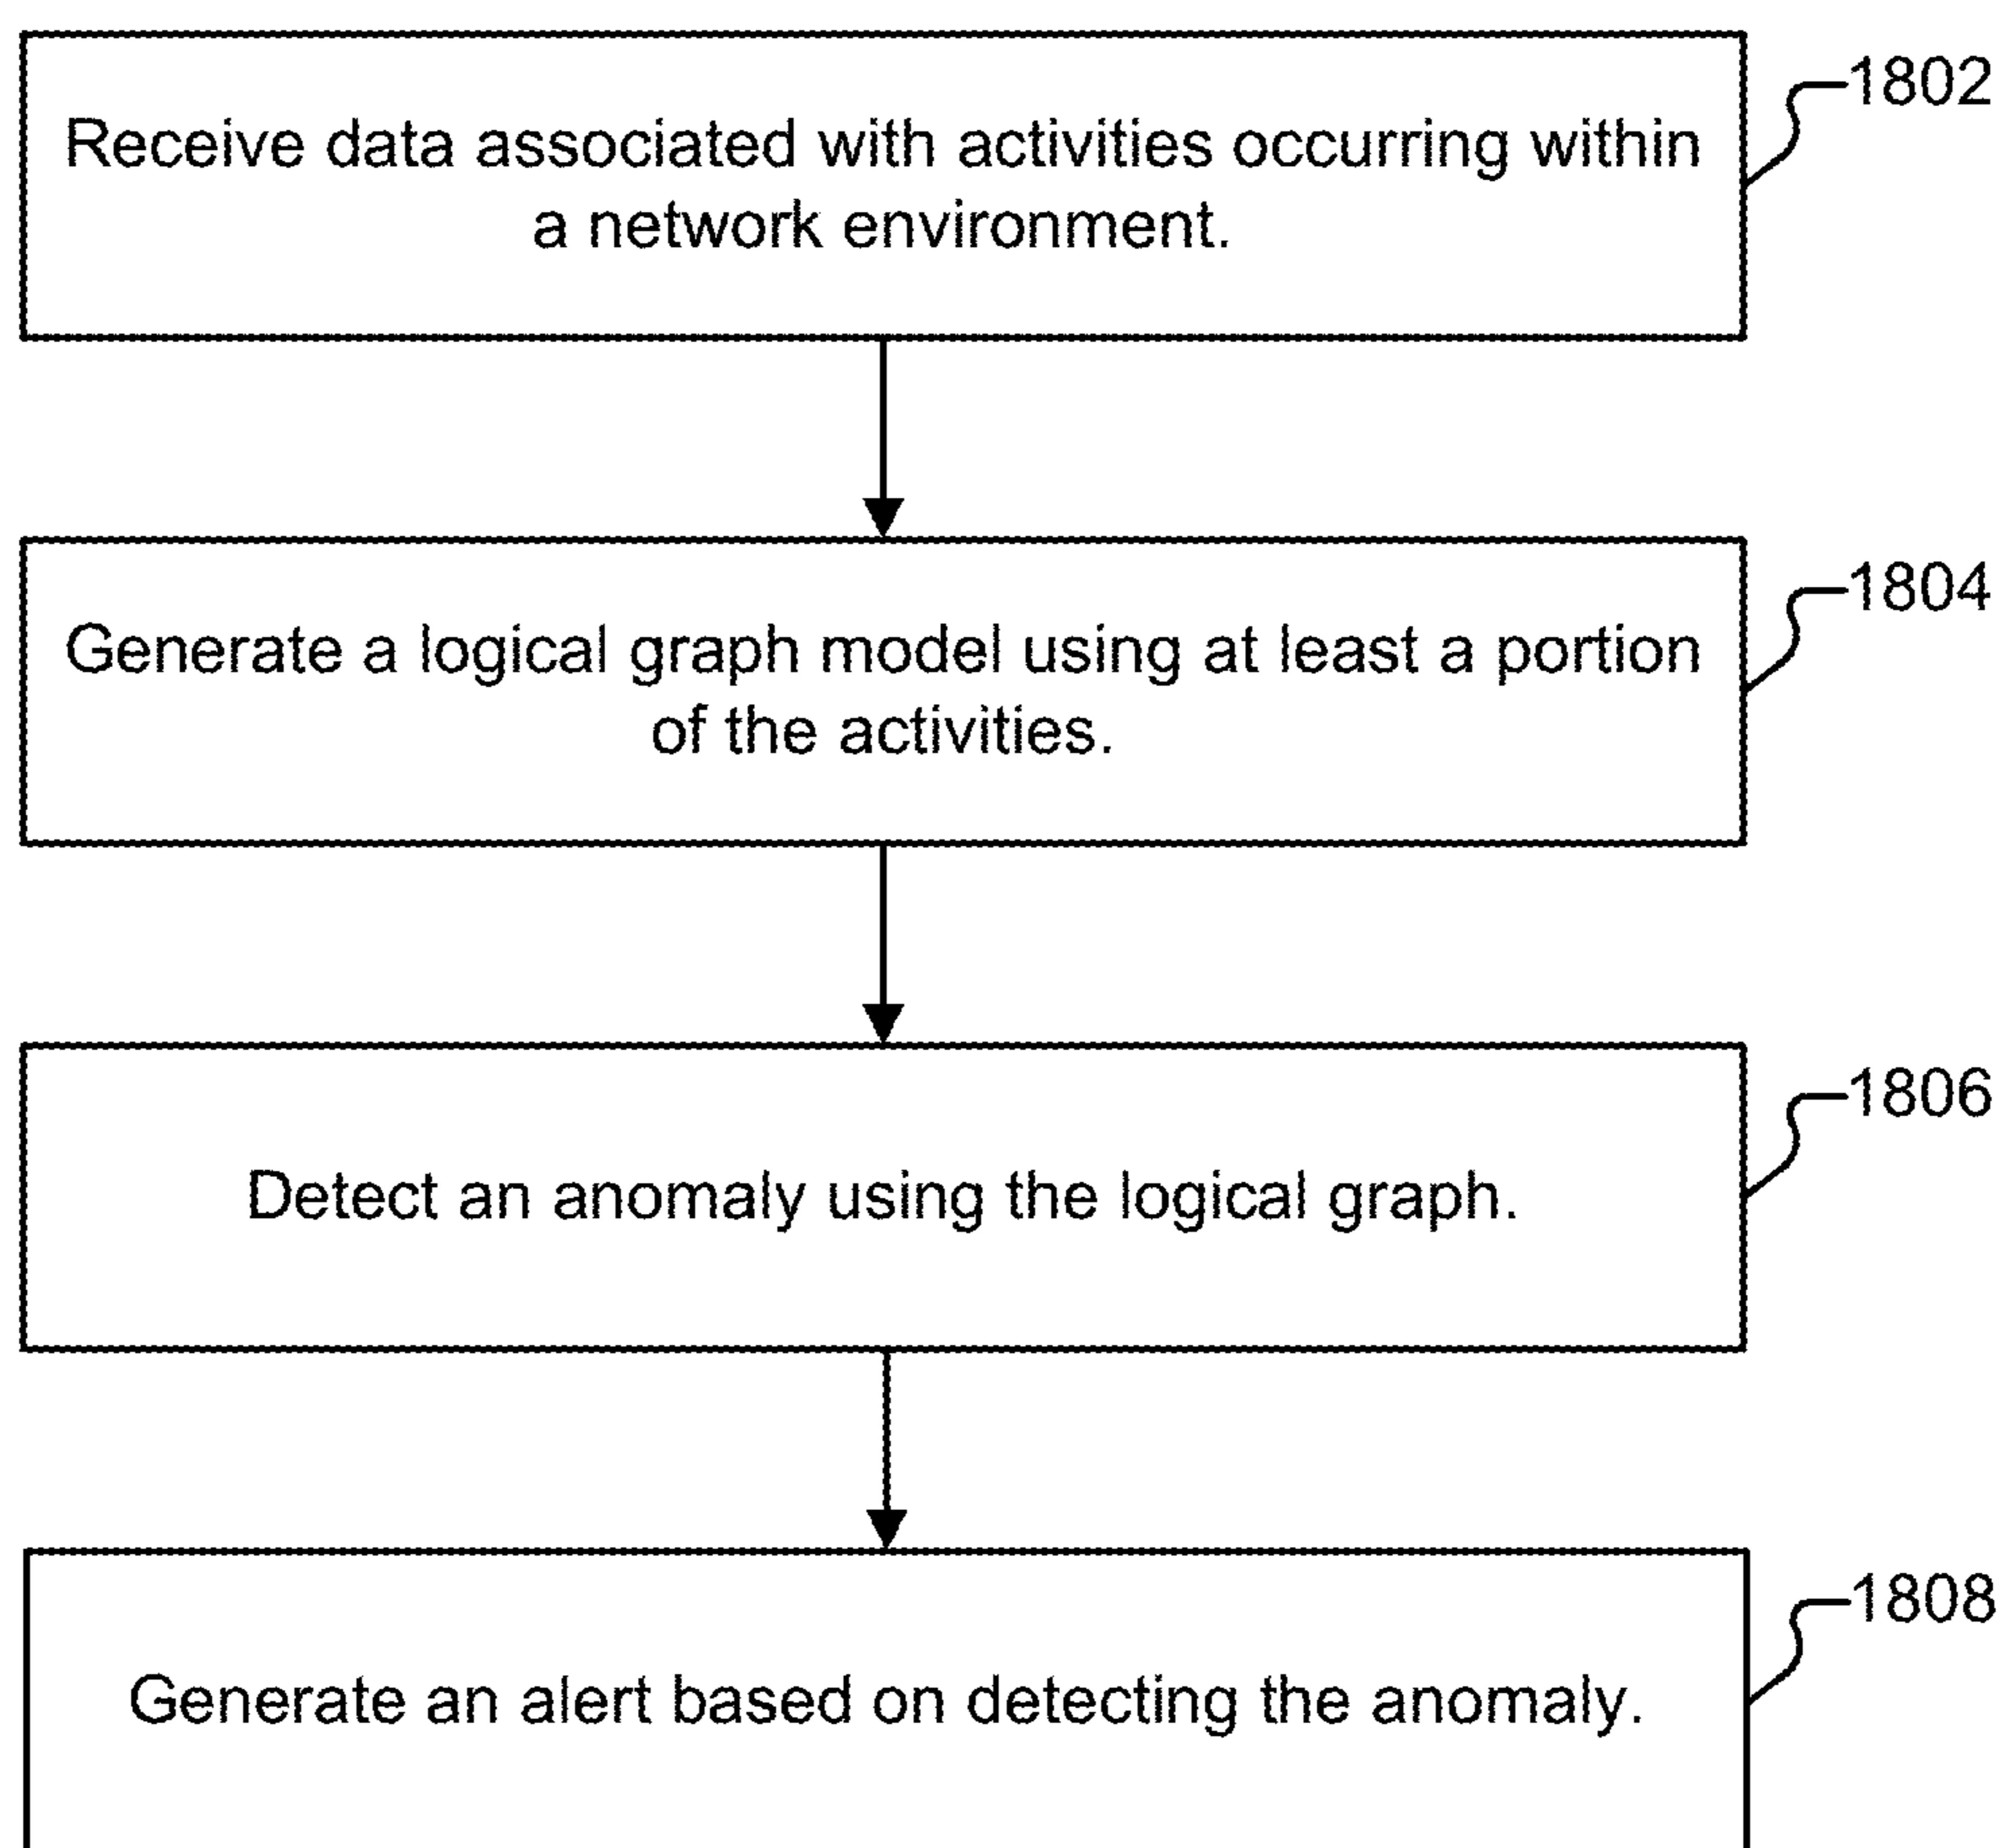 1802
Receive data associated with activities occurring within
a network environment.
1804
Generate a logical graph model using at least a portion
of the activities.
1806
Detect an anomaly using the logical graph.
1808
Generate an alert based on detecting the anomaly.